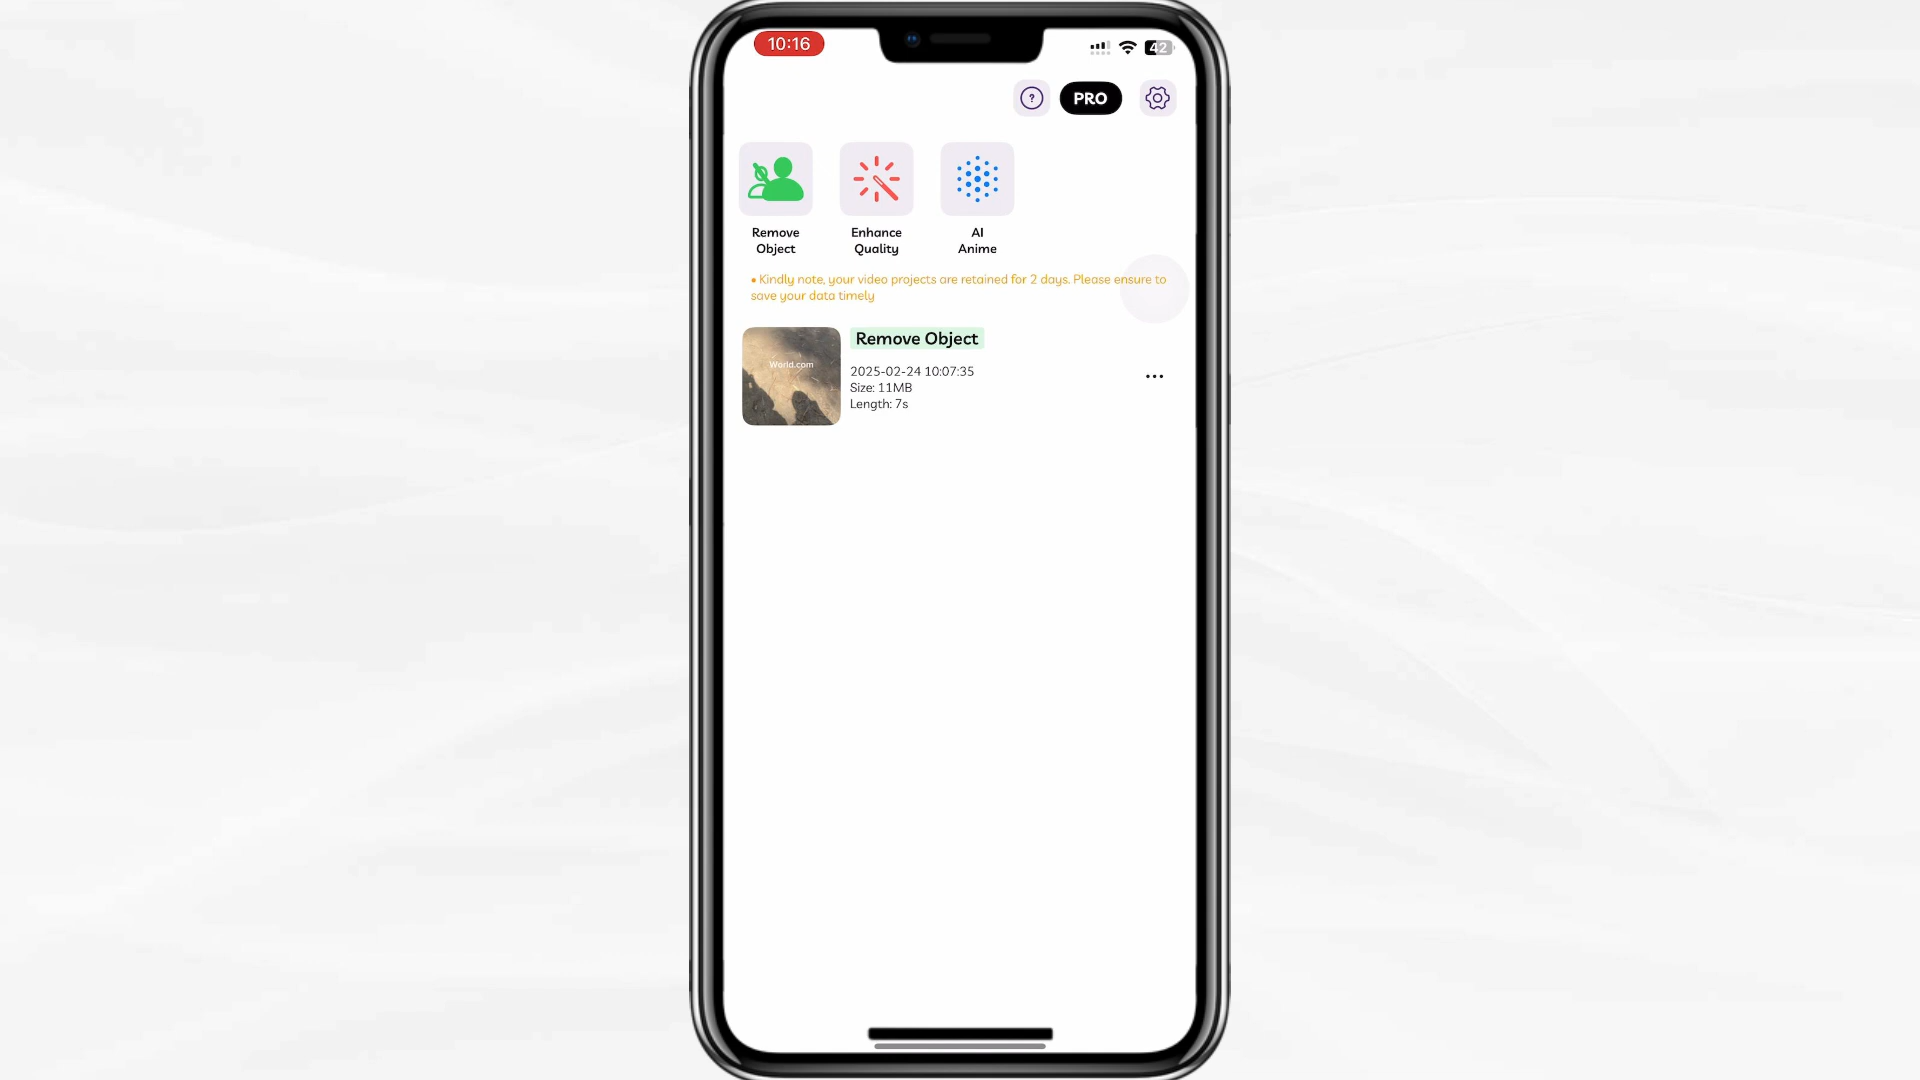 10:16
42
?
PRO
Remove
Object
Enhance
Quality
AI
Anime
• Kindly note, your video projects are retained for 2 days. Please ensure to
save your data timely
Remove Object
World.com
2025-02-24 10:07:35
Size: 11MB
Length: 7s